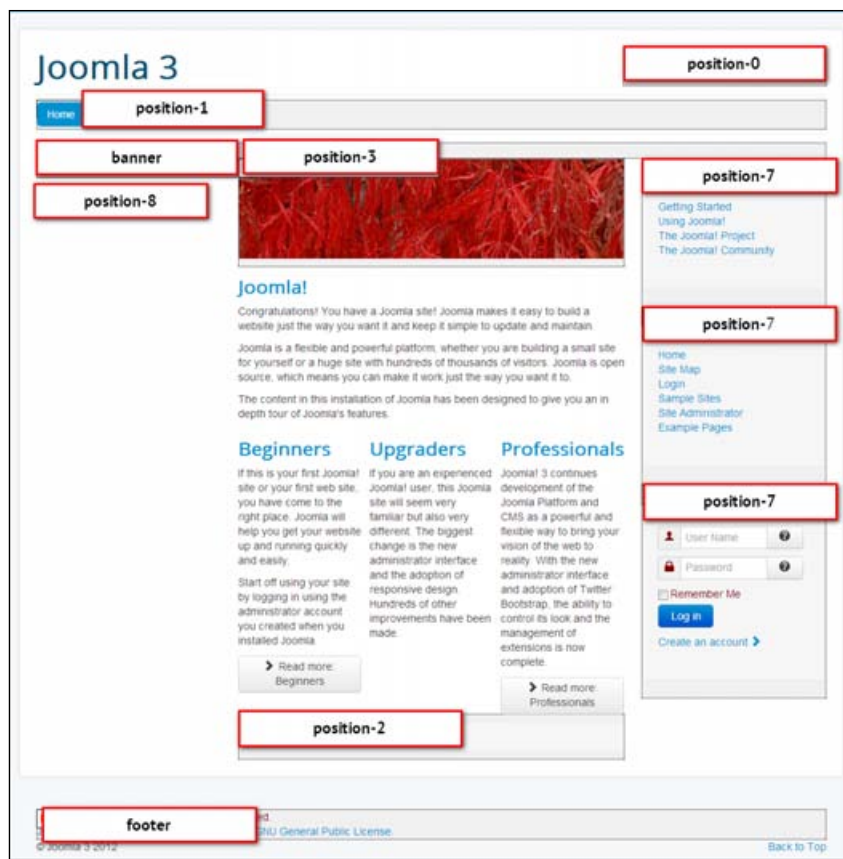 Joomla 3
position-0
Home
position-1
banner
position-3
position-8
position-7
Getting Started
Using Joomla!
The Joomla! Project
The Joomla! Community
Joomla!
Congratulations! You have a Joomla site! Joomla makes it easy to build a
website just the way you want it and keep it simple to update and maintain.
Joomla is a flexible and powerful platform, whether you are building a small site
for yourself or a huge site with hundreds of thousands of visitors. Joomla is open
source, which means you can make it work just the way you want it to.
The content in this installation of Joomla has been designed to give you an in
depth tour of Joomla's features.
position-7
Home
Site Map
Login
Sample Sites
Site Administrator
Example Pages
Beginners
If this is your first Joomla!
site or your first web site,
you have come to the
right place. Joomla will
help you get your website
up and running quickly
and easily.
Start off using your site
by logging in using the
administrator account
you created when you
installed Joomla.
Read more:
Beginners
Upgraders
If you are an experienced
Joomla! user, this Joomla
site will seem very
familiar but also very
different. The biggest
change is the new
administrator interface
and the adoption of
responsive design.
Hundreds of other
improvements have been
made.
Professionals
Joomla! 3 continues
development of the
Joomla Platform and
CMS as a powerful and
flexible way to bring your
vision of the web to
reality. With the new
administrator interface
and adoption of Twitter
Bootstrap, the ability to
control its look and the
management of
extensions is now
complete.
Read more:
Professionals
position-7
User Name
Password
Remember Me
Log in
Create an account
position-2
footer
GNU General Public License.
© Joomla 3 2012
Back to Top